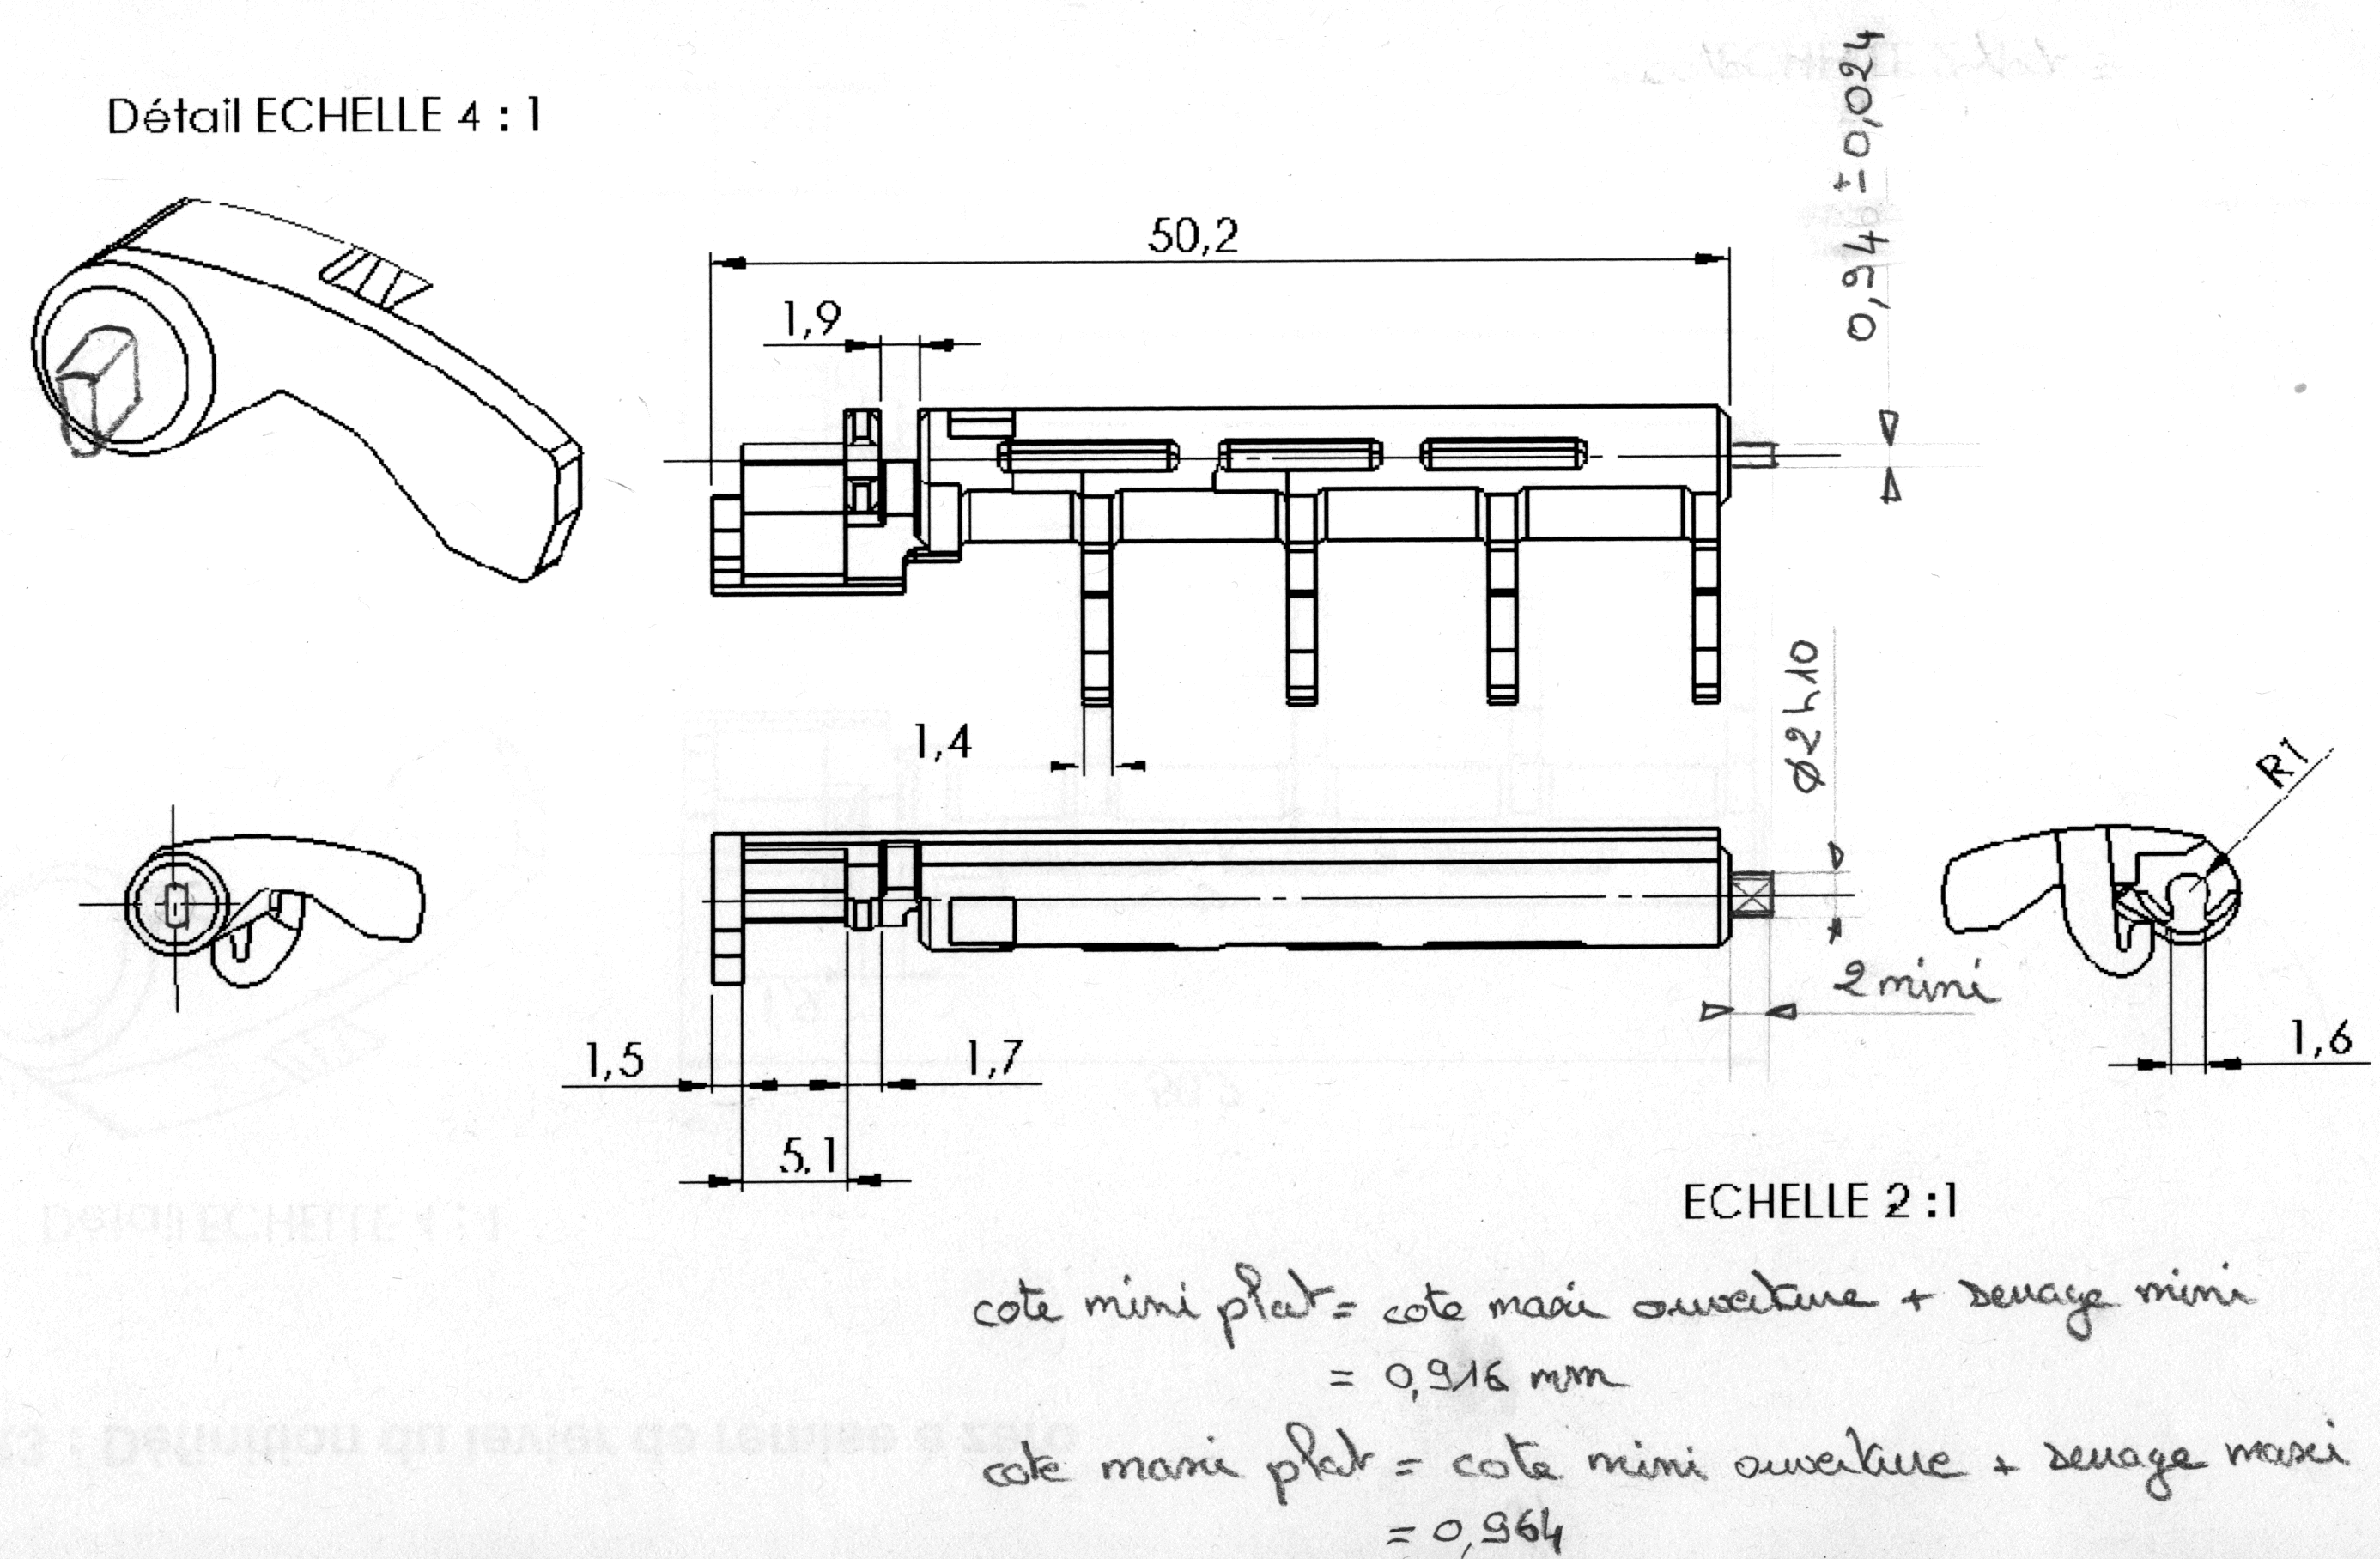 Détail ECHELLE 4 : 1
50,2
0,940 ± 0,024
1,9
1,4
Ø2 h10
R1
2 mini
1,6
1,5
1,7
5,1
ECHELLE 2 :1
cote mini plat = cote maxi ouverture + serrage mini
= 0,916 mm
cote maxi plat = cote mini ouverture + serrage maxi
= 0,964